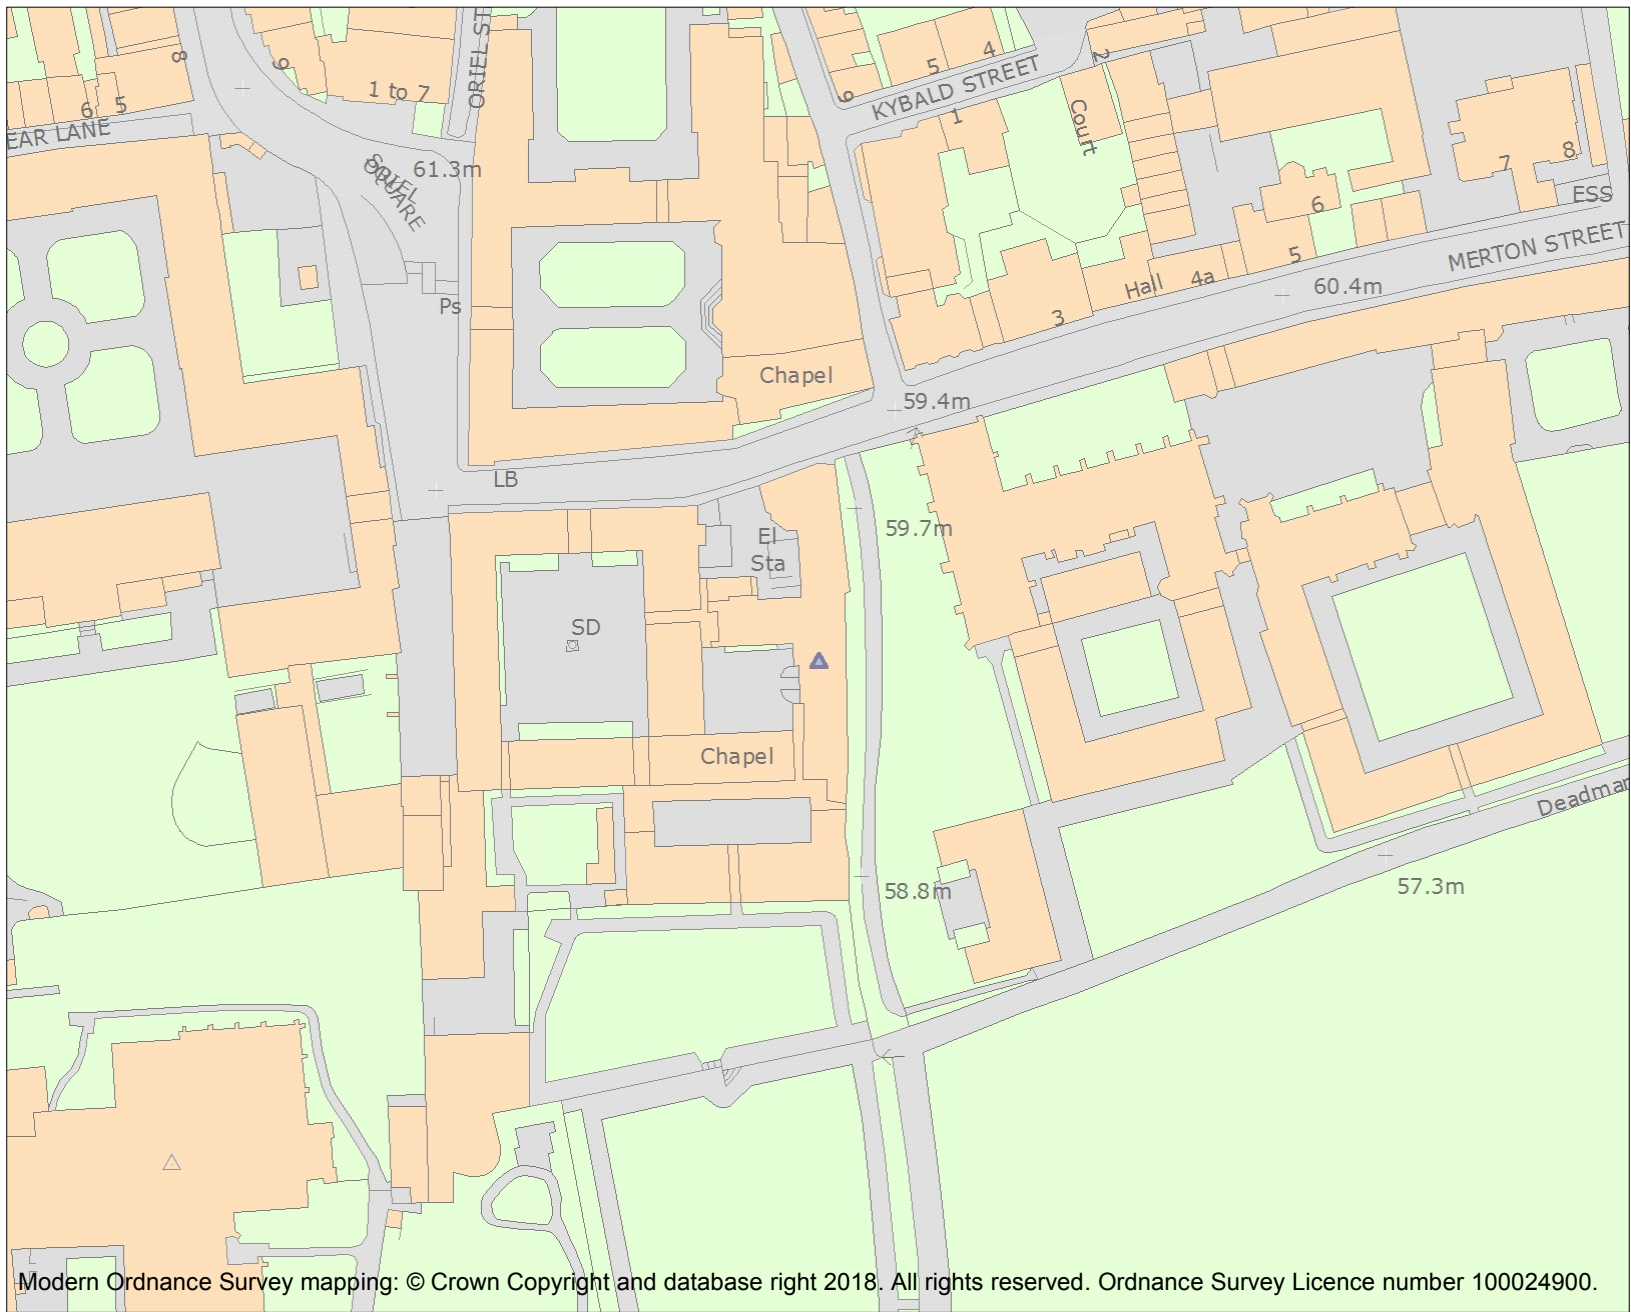 8
9
1 to 7
ORIEL ST
6
5
EAR LANE
ORIEL
SQUARE
61.3m
5
4
2
9
KYBALD STREET
1
Court
7
8
ESS
6
MERTON STREET
5
4a
Hall
60.4m
3
Ps
Chapel
59.4m
LB
El
Sta
59.7m
SD
Chapel
Deadmar
58.8m
57.3m
Modern Ordnance Survey mapping: © Crown Copyright and database right 2018. All rights reserved. Ordnance Survey Licence number 100024900.